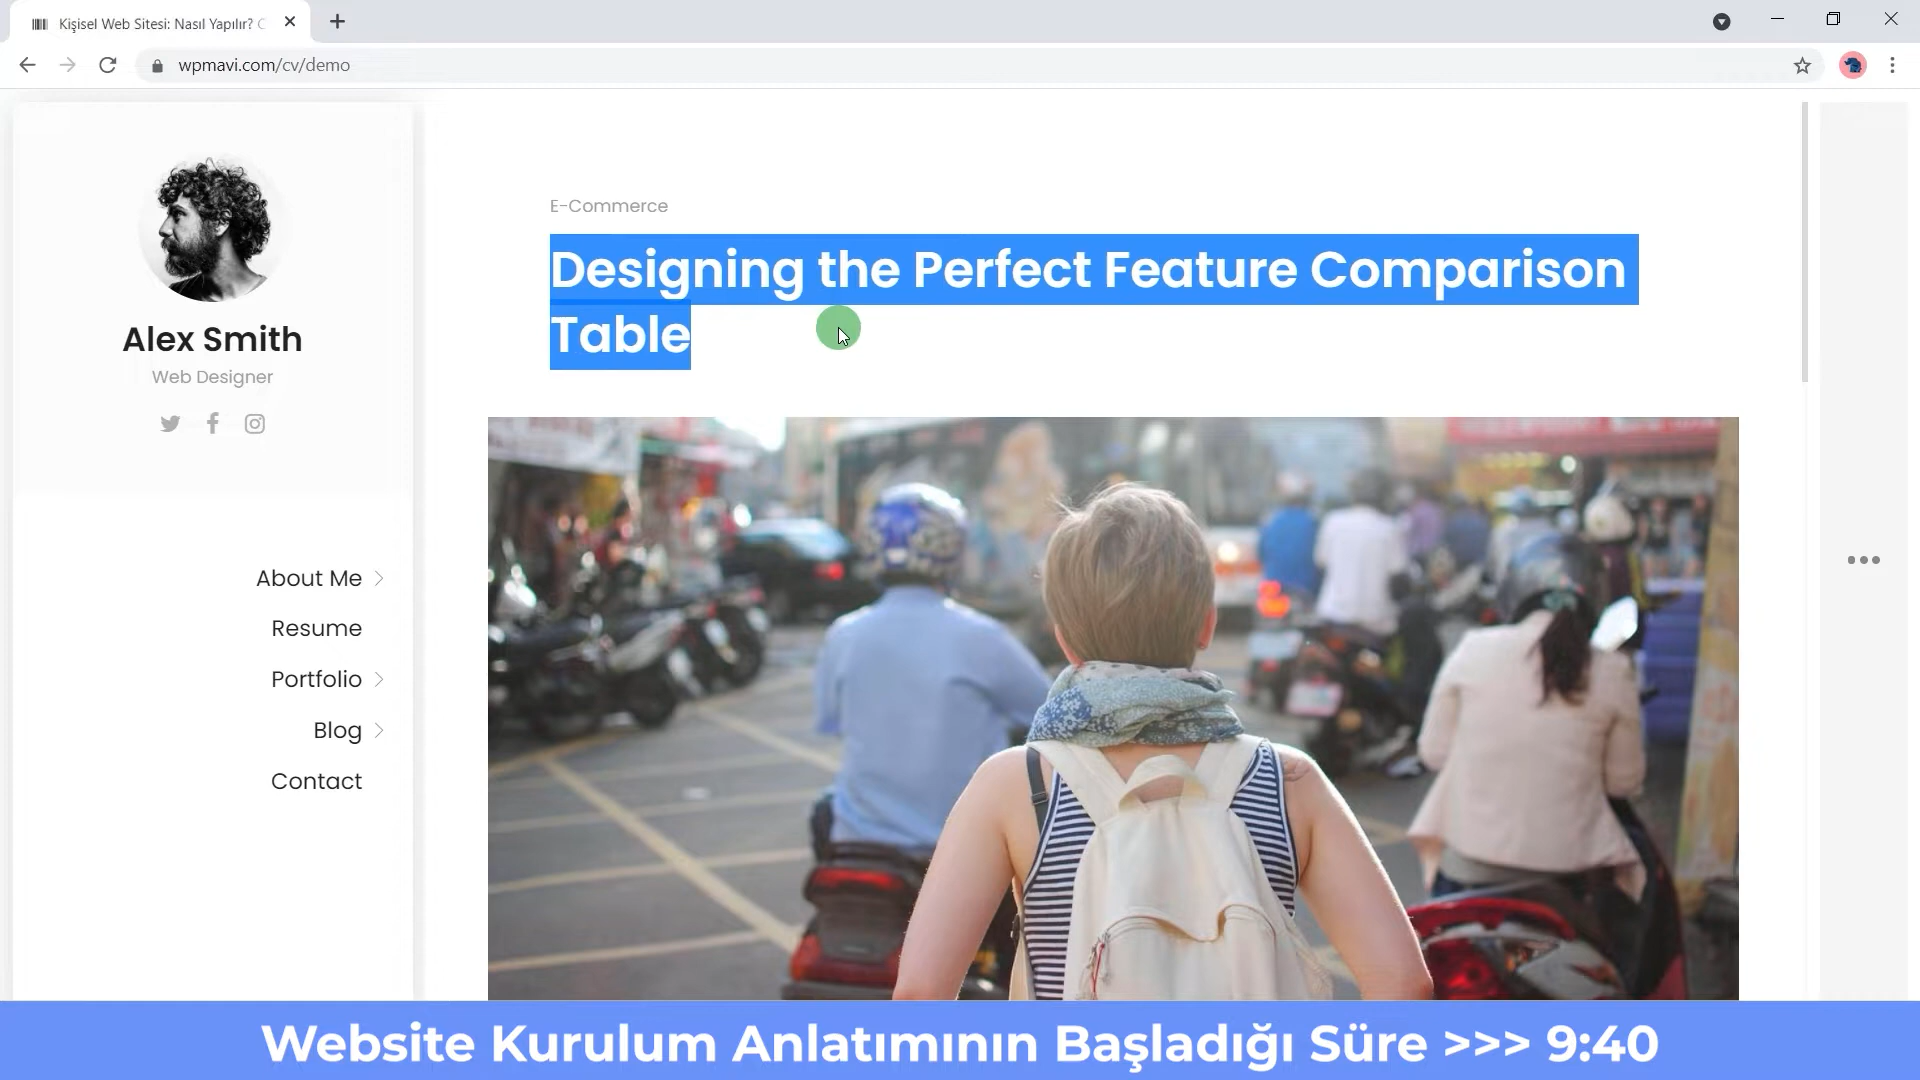 Kişisel Web Sitesi: Nasıl Yapılır?
wpmavi.com/cv/demo
Alex Smith
Web Designer
About Me
Resume
Portfolio
Blog
Contact
E-Commerce
Designing the Perfect Feature Comparison
Table
Website Kurulum Anlatımının Başladığı Süre >>> 9:40